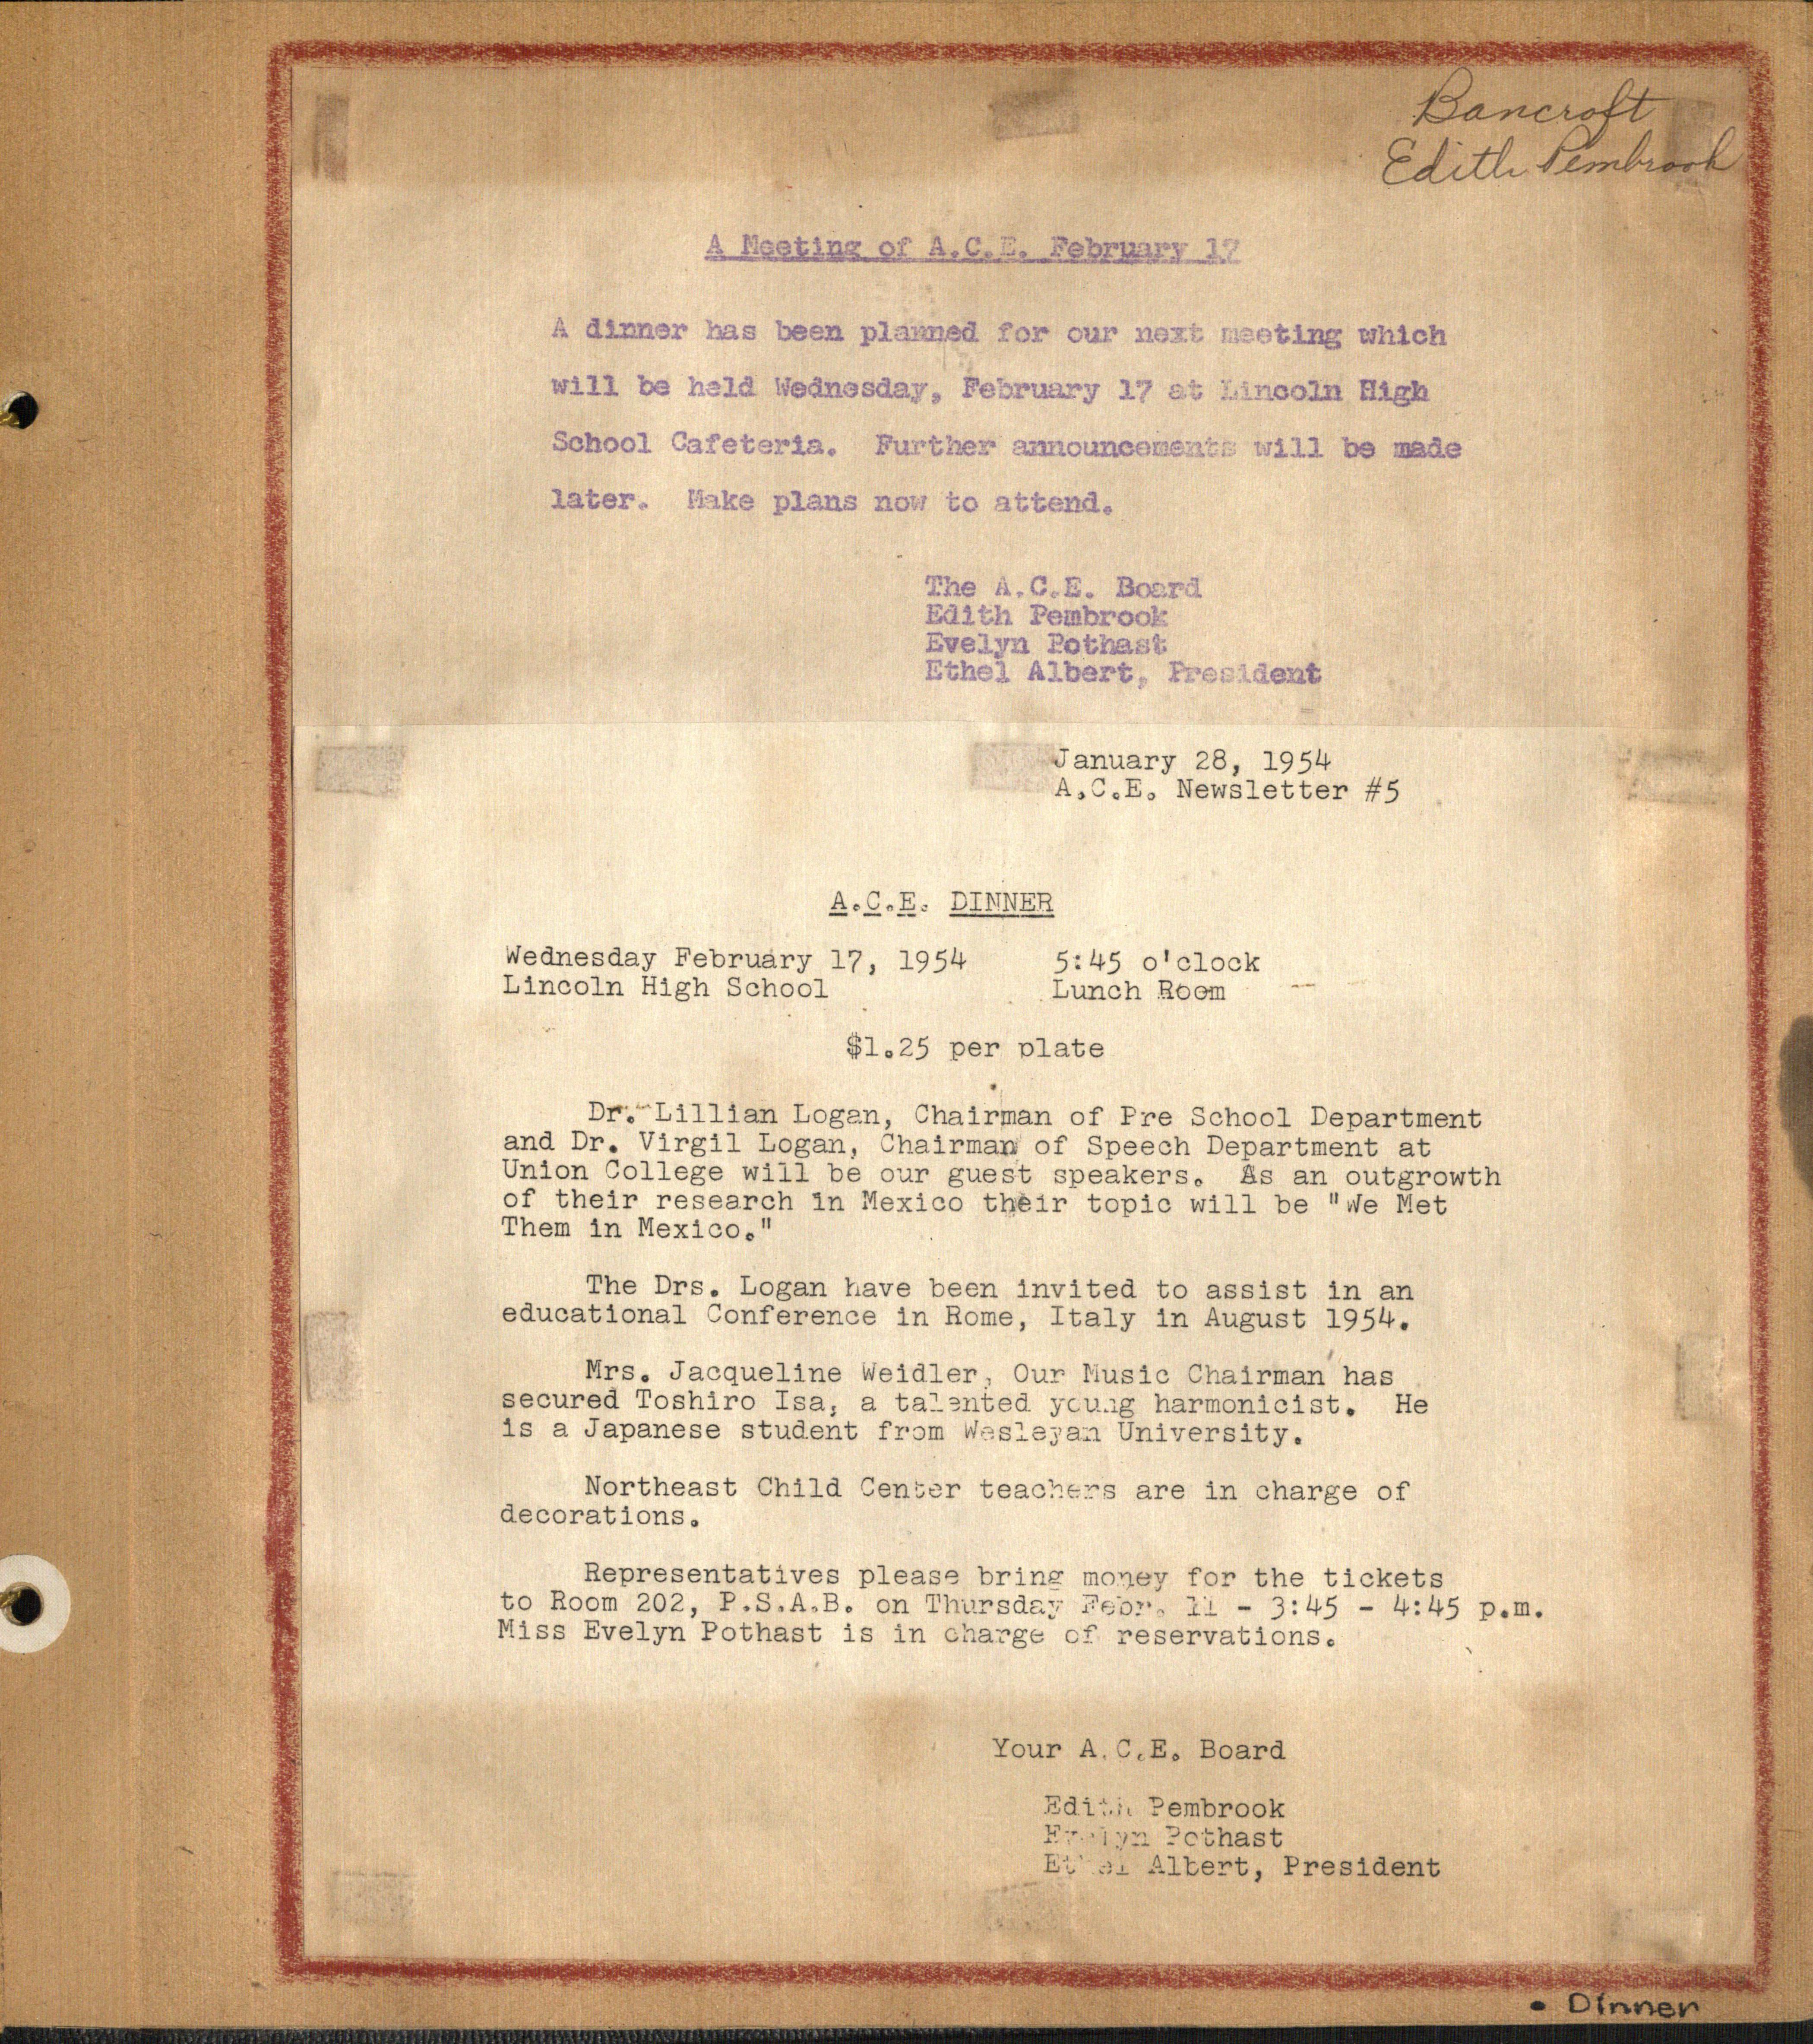 Bancroft
Edith Pembrook
A Meeting of A.C.E. February 17
A dinner has been planned for our next meeting which
will be held Wednesday, February 17 at Lincoln High
School Cafeteria. Further announcements will be made
later. Make plans now to attend.
The A.C.E. Board
Edith Pembrook
Evelyn Pothast
Ethel Albert, President
January 28, 1954
A.C.E. Newsletter #5
A.C.E. DINNER
Wednesday February 17, 1954 5:45 o'clock
Lincoln High School Lunch Room
$1.25 per plate
Dr. Lillian Logan, Chairman of Pre School Department
and Dr. Virgil Logan, Chairman of Speech Department at
Union College will be our guest speakers. As an outgrowth
of their research in Mexico their topic will be "We Met
Them in Mexico."
The Drs. Logan have been invited to assist in an
educational Conference in Rome, Italy in August 1954.
Mrs. Jacqueline Weidler, Our Music Chairman has
secured Toshiro Isa, a talented young harmonicist. He
is a Japanese student from Wesleyan University.
Northeast Child Center teachers are in charge of
decorations.
Representatives please bring money for the tickets
to Room 202, P.S.A.B. on Thursday Febr. 11 - 3:45 - 4:45 p.m.
Miss Evelyn Pothast is in charge of reservations.
Your A.C.E. Board
Edith Pembrook
Evelyn Pothast
Ethel Albert, President
• Dinner